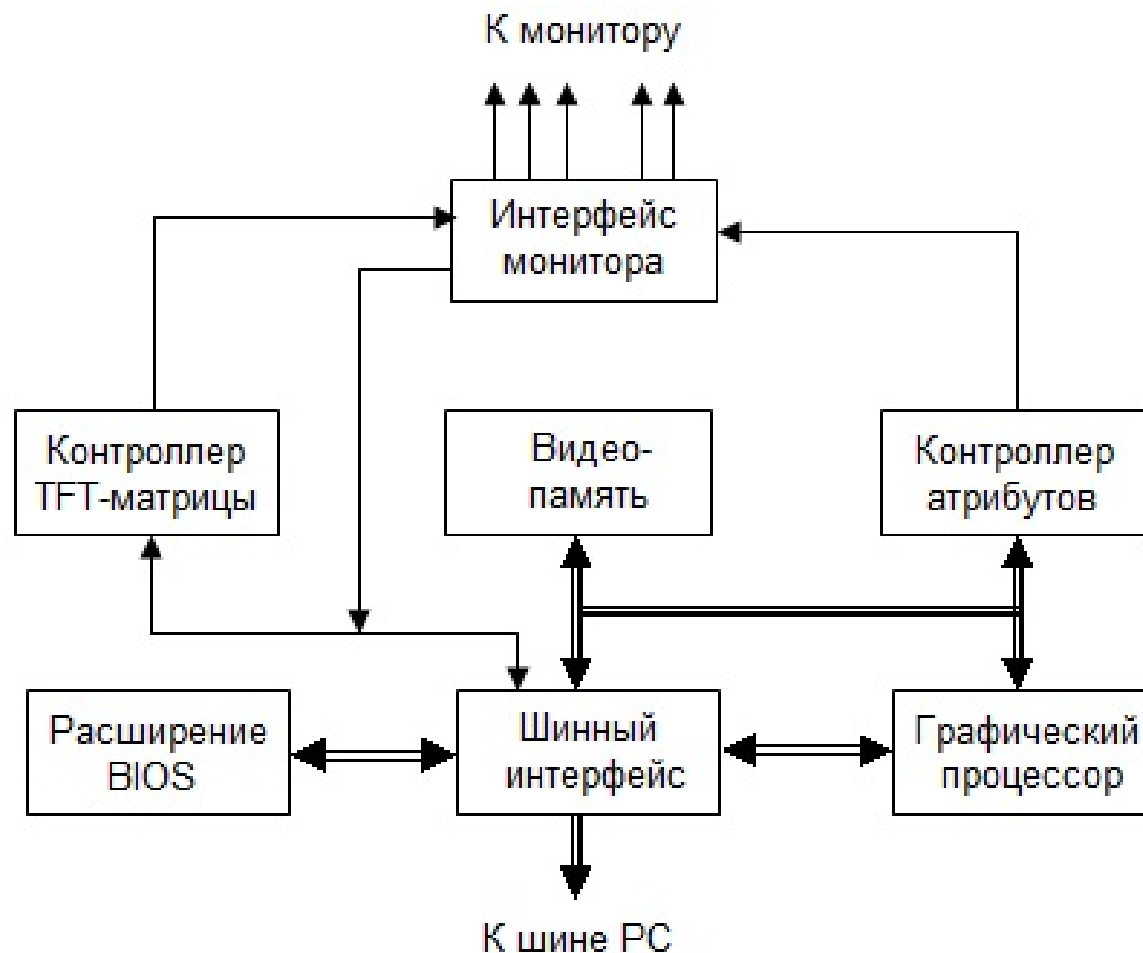 К монитору
Интерфейс
монитора
Контроллер
TFT-матрицы
Видео-
память
Контроллер
атрибутов
Расширение
BIOS
Шинный
интерфейс
Графический
процессор
К шине PC